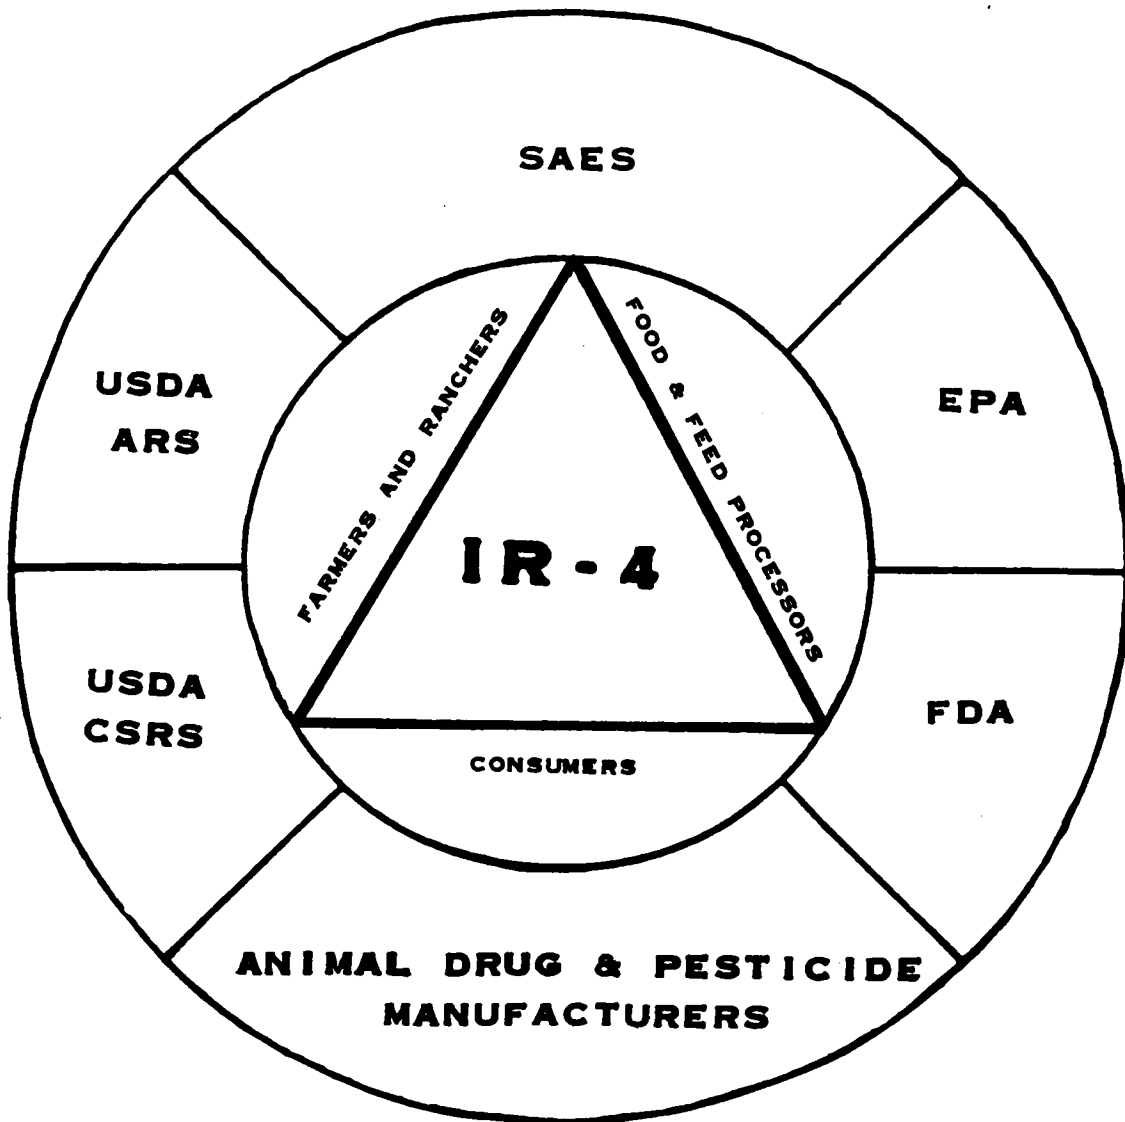 SAES
USDA
ARS
EPA
FARMERS AND RANCHERS
FOOD & FEED PROCESSORS
IR-4
USDA
CSRS
FDA
CONSUMERS
ANIMAL DRUG & PESTICIDE
MANUFACTURERS